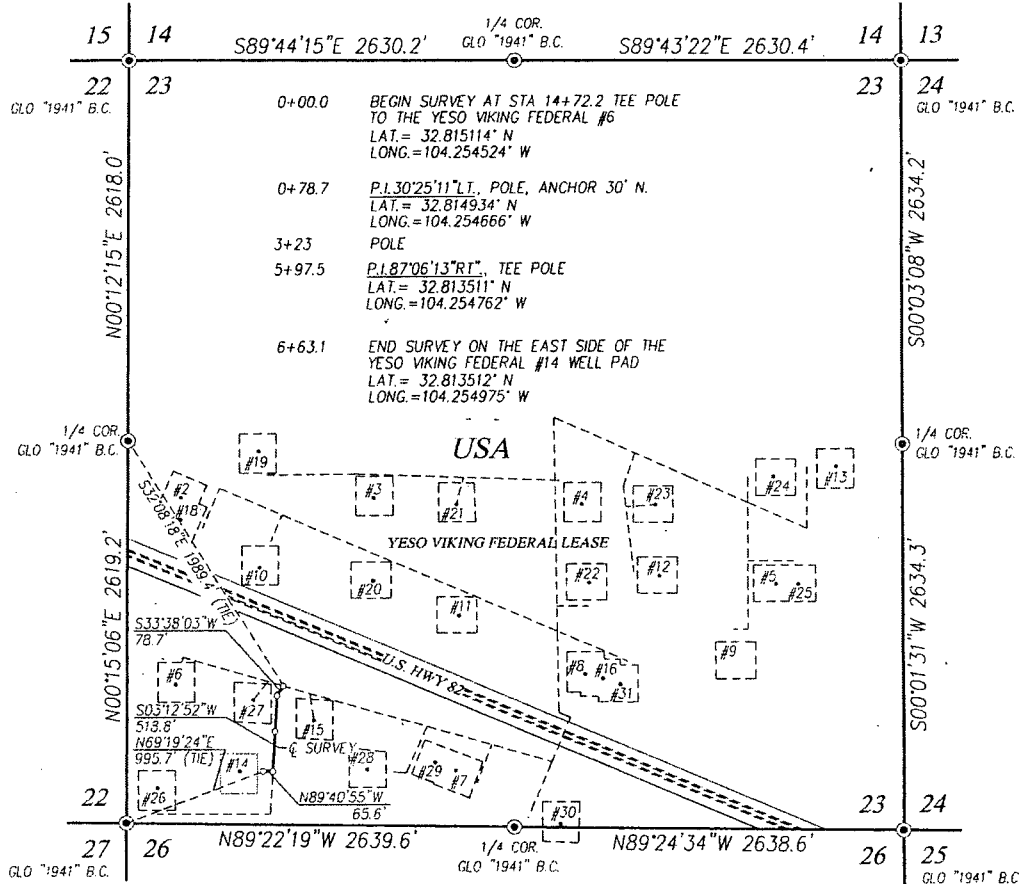 1/4 COR.
15 14 S89°44'15"E 2630.2' GLO "1941" B.C. S89°43'22"E 2630.4' 14 13
22 23 23 24
GLO "1941" B.C. GLO "1941" B.C.
0+00.0 BEGIN SURVEY AT STA 14+72.2 TEE POLE
TO THE YESO VIKING FEDERAL #6
LAT.= 32.815114° N
LONG.=104.254524° W
0+78.7 P.I.30°25'11"LT., POLE, ANCHOR 30' N.
LAT.= 32.814934° N
LONG.=104.254666° W
3+23 POLE
5+97.5 P.I.87°06'13"RT"., TEE POLE
LAT.= 32.813511° N
LONG.=104.254762° W
6+63.1 END SURVEY ON THE EAST SIDE OF THE
YESO VIKING FEDERAL #14 WELL PAD
LAT.= 32.813512° N
LONG.=104.254975° W
N00°12'15"E 2618.0'
S00°03'08"W 2634.2'
1/4 COR.
GLO "1941" B.C.
USA
1/4 COR.
GLO "1941" B.C.
#19
#2
#18
#3
#21
#4
#23
#24
#13
S32°08'18"E 1989.4' (TIE)
YESO VIKING FEDERAL LEASE
#10
#20
#11
#22
#12
#5
#25
N00°15'06"E 2619.2'
S00°01'31"W 2634.3'
S33°38'03"W
78.7'
U.S. HWY 82
#9
#8
#16
#31
#6
#27
#15
S03°12'52"W
513.8'
℄ SURVEY
N69°19'24"E
995.7' (TIE)
#14
#28
#29
#7
#26
N89°40'55"W
65.6'
#30
22 23 24
N89°22'19"W 2639.6' N89°24'34"W 2638.6'
27 26 1/4 COR. 26 25
GLO "1941" B.C. GLO "1941" B.C. GLO "1941" B.C